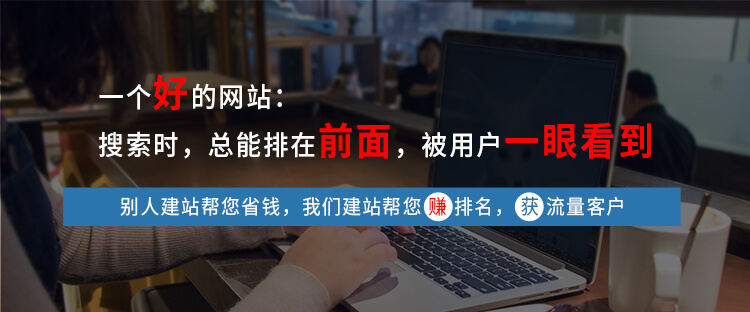 一个好的网站：
搜索时，总能排在前面，被用户一眼看到
别人建站帮您省钱，我们建站帮您赚排名，获流量客户